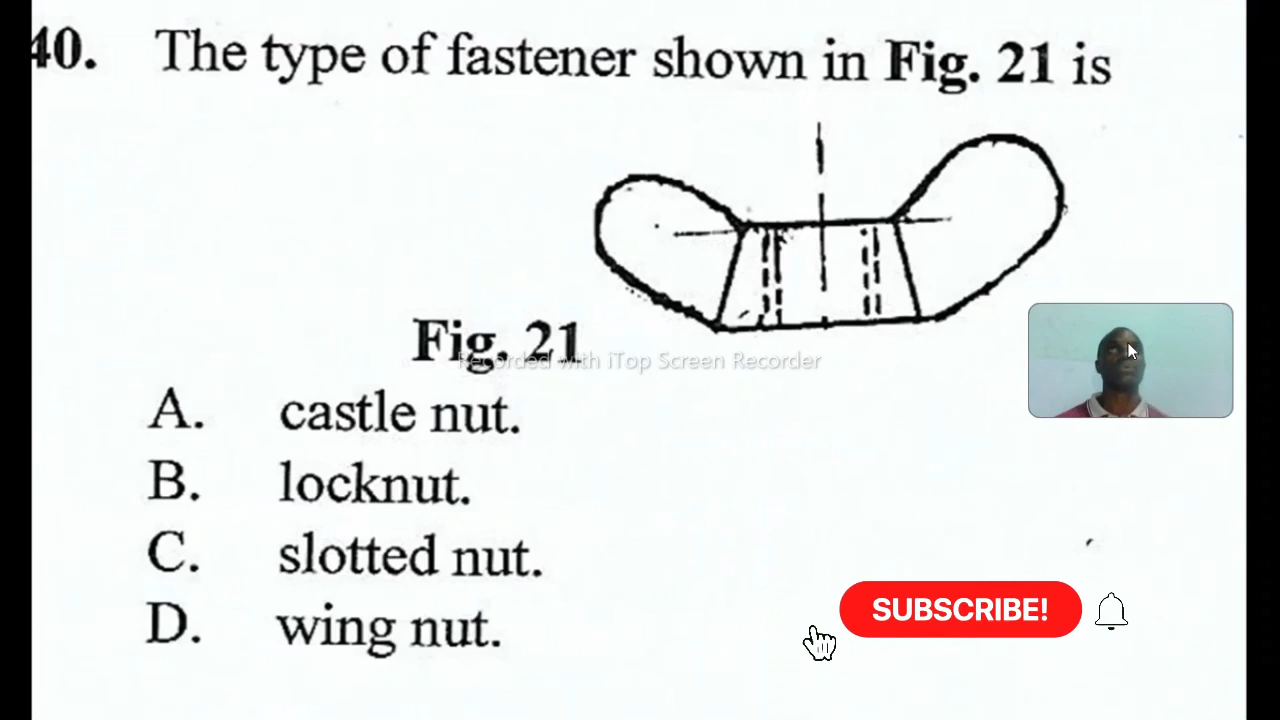 40. The type of fastener shown in Fig. 21 is
Fig. 21
Recorded with iTop Screen Recorder
A. castle nut.
B. locknut.
C. slotted nut.
D. wing nut.
SUBSCRIBE!